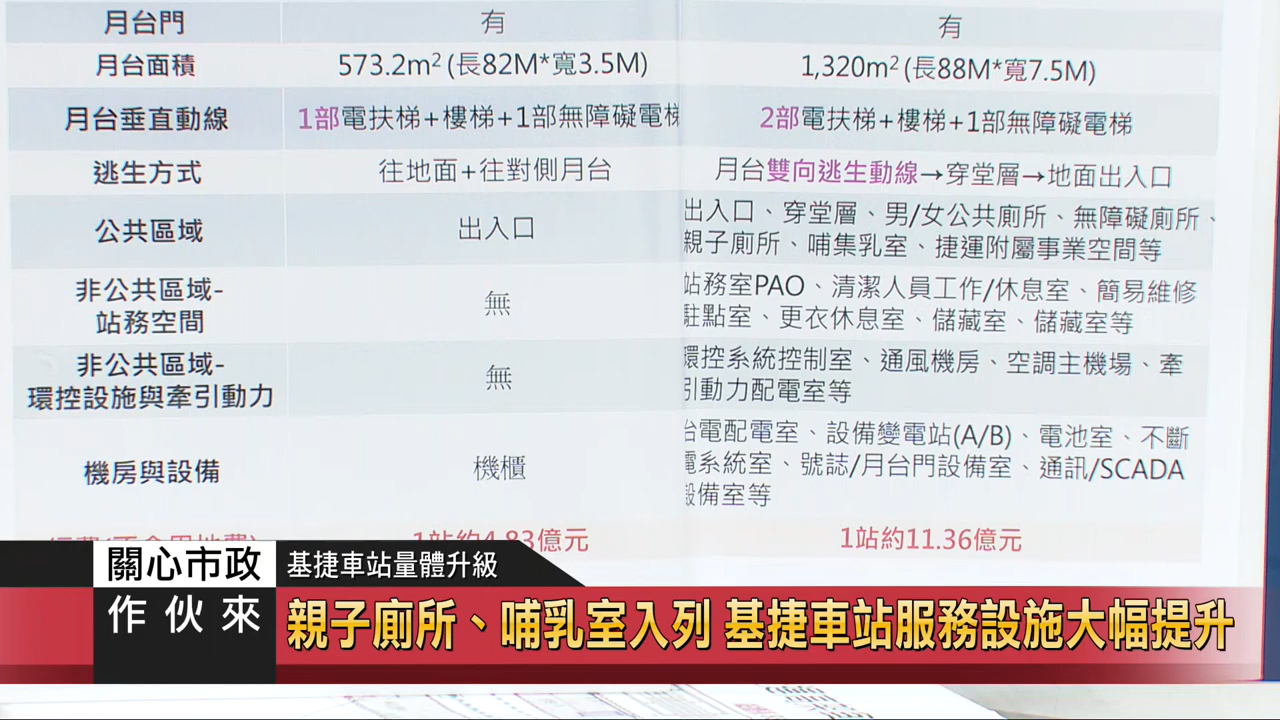 月台門 有 有
月台面積 573.2m² (長82M*寬3.5M) 1,320m² (長88M*寬7.5M)
月台垂直動線 1部電扶梯+樓梯+1部無障礙電梯 2部電扶梯+樓梯+1部無障礙電梯
逃生方式 往地面+往對側月台 月台雙向逃生動線→穿堂層→地面出入口
公共區域 出入口 出入口、穿堂層、男/女公共廁所、無障礙廁所、
親子廁所、哺集乳室、捷運附屬事業空間等
非公共區域-
站務空間 無 站務室PAO、清潔人員工作/休息室、簡易維修
駐點室、更衣休息室、儲藏室、儲藏室等
非公共區域-
環控設施與牽引動力 無 環控系統控制室、通風機房、空調主機場、牽
引動力配電室等
機房與設備 機櫃 台電配電室、設備變電站(A/B)、電池室、不斷
電系統室、號誌/月台門設備室、通訊/SCADA
設備室等
1站約4.83億元 1站約11.36億元
關心市政 基捷車站量體升級
作伙來 親子廁所、哺乳室入列 基捷車站服務設施大幅提升